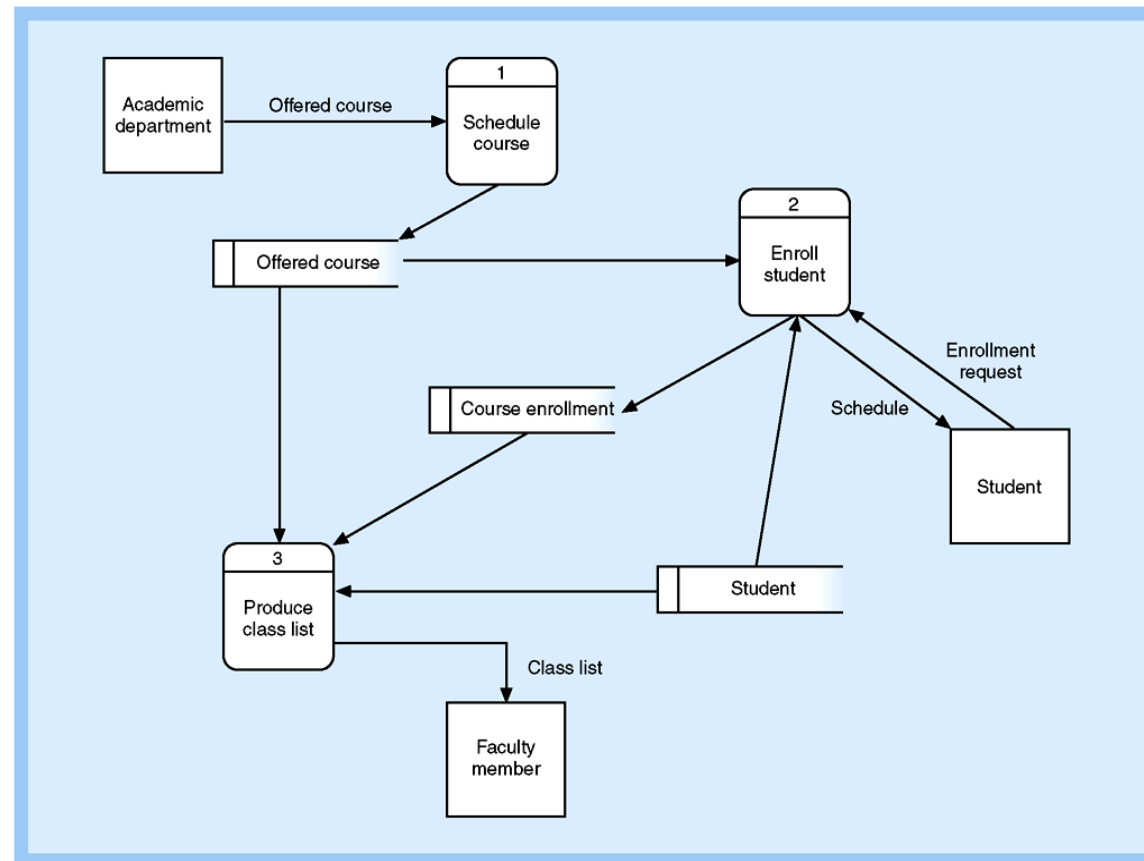 1
Academic
department
Offered course
Schedule
course
2
Enroll
student
Offered course
Enrollment
request
Course enrollment
Schedule
Student
3
Produce
class list
Student
Class list
Faculty
member